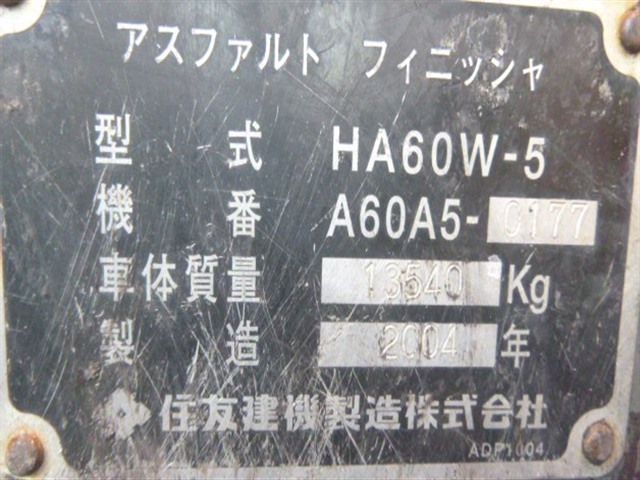 アスファルト フィニッシャ
型式 HA60W-5
機番 A60A5-0177
車体質量 13540 Kg
製造 2004 年
住友建機製造株式会社
ADP1004